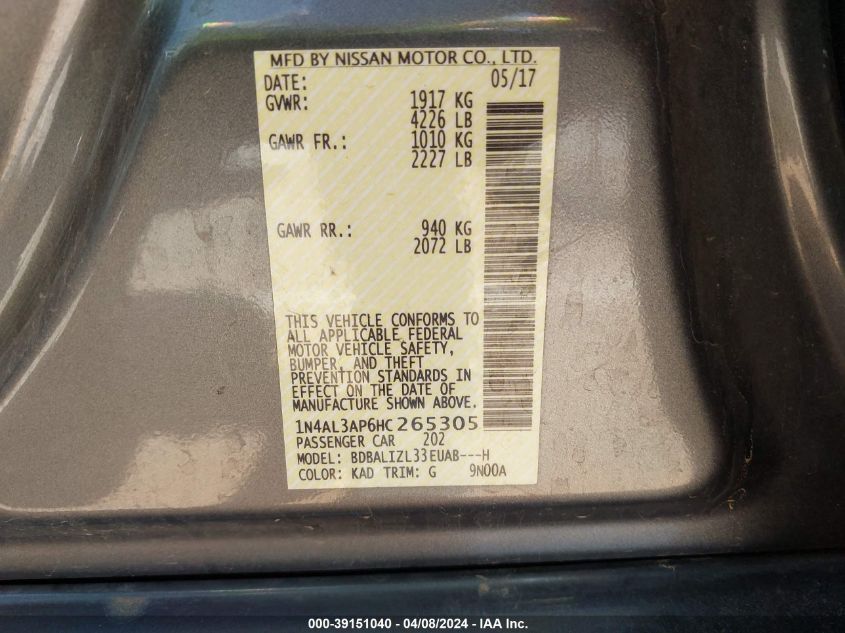 MFD BY NISSAN MOTOR CO., LTD.
DATE: 05/17
GVWR: 1917 KG
4226 LB
GAWR FR.: 1010 KG
2227 LB
GAWR RR.: 940 KG
2072 LB
THIS VEHICLE CONFORMS TO
ALL APPLICABLE FEDERAL
MOTOR VEHICLE SAFETY,
BUMPER, AND THEFT
PREVENTION STANDARDS IN
EFFECT ON THE DATE OF
MANUFACTURE SHOWN ABOVE.
1N4AL3AP6HC265305
PASSENGER CAR 202
MODEL: BDBALIZL33EUAB---H
COLOR: KAD TRIM: G 9N00A
000-39151040 - 04/08/2024 - IAA Inc.